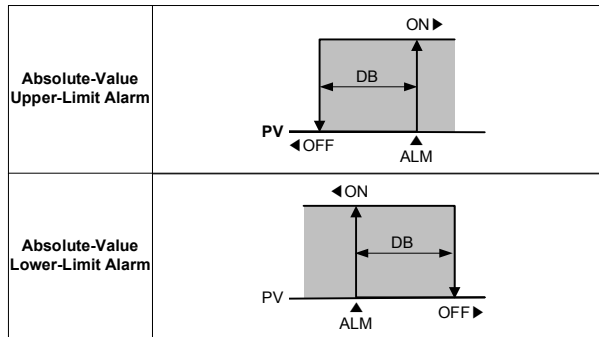 Absolute-Value
Upper-Limit Alarm
ON
DB
PV
OFF
ALM
Absolute-Value
Lower-Limit Alarm
ON
DB
PV
OFF
ALM